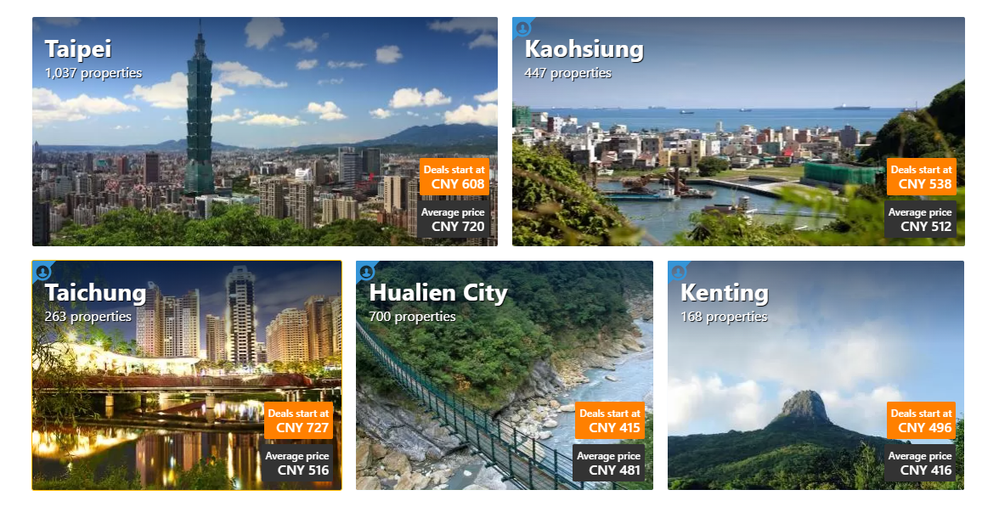 Taipei
1,037 properties
Deals start at
CNY 608
Average price
CNY 720
Kaohsiung
447 properties
Deals start at
CNY 538
Average price
CNY 512
Taichung
263 properties
Deals start at
CNY 727
Average price
CNY 516
Hualien City
700 properties
Deals start at
CNY 415
Average price
CNY 481
Kenting
168 properties
Deals start at
CNY 496
Average price
CNY 416